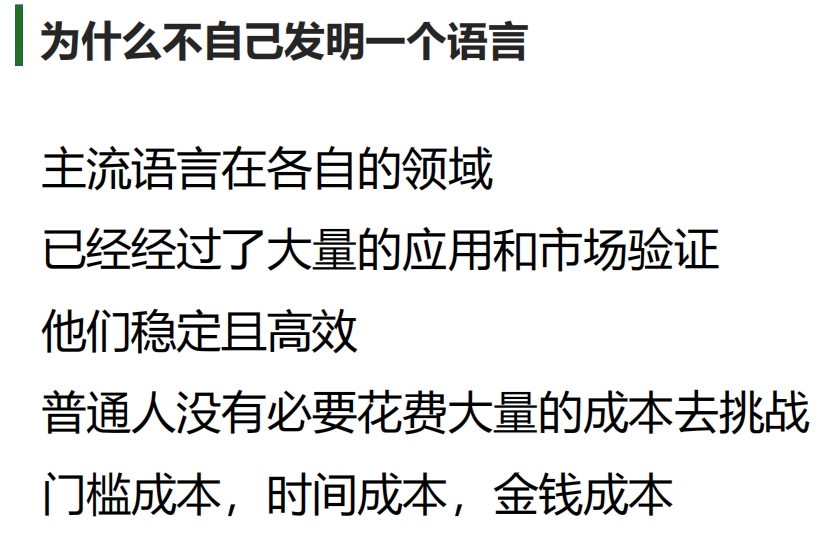 为什么不自己发明一个语言
主流语言在各自的领域
已经经过了大量的应用和市场验证
他们稳定且高效
普通人没有必要花费大量的成本去挑战
门槛成本，时间成本，金钱成本